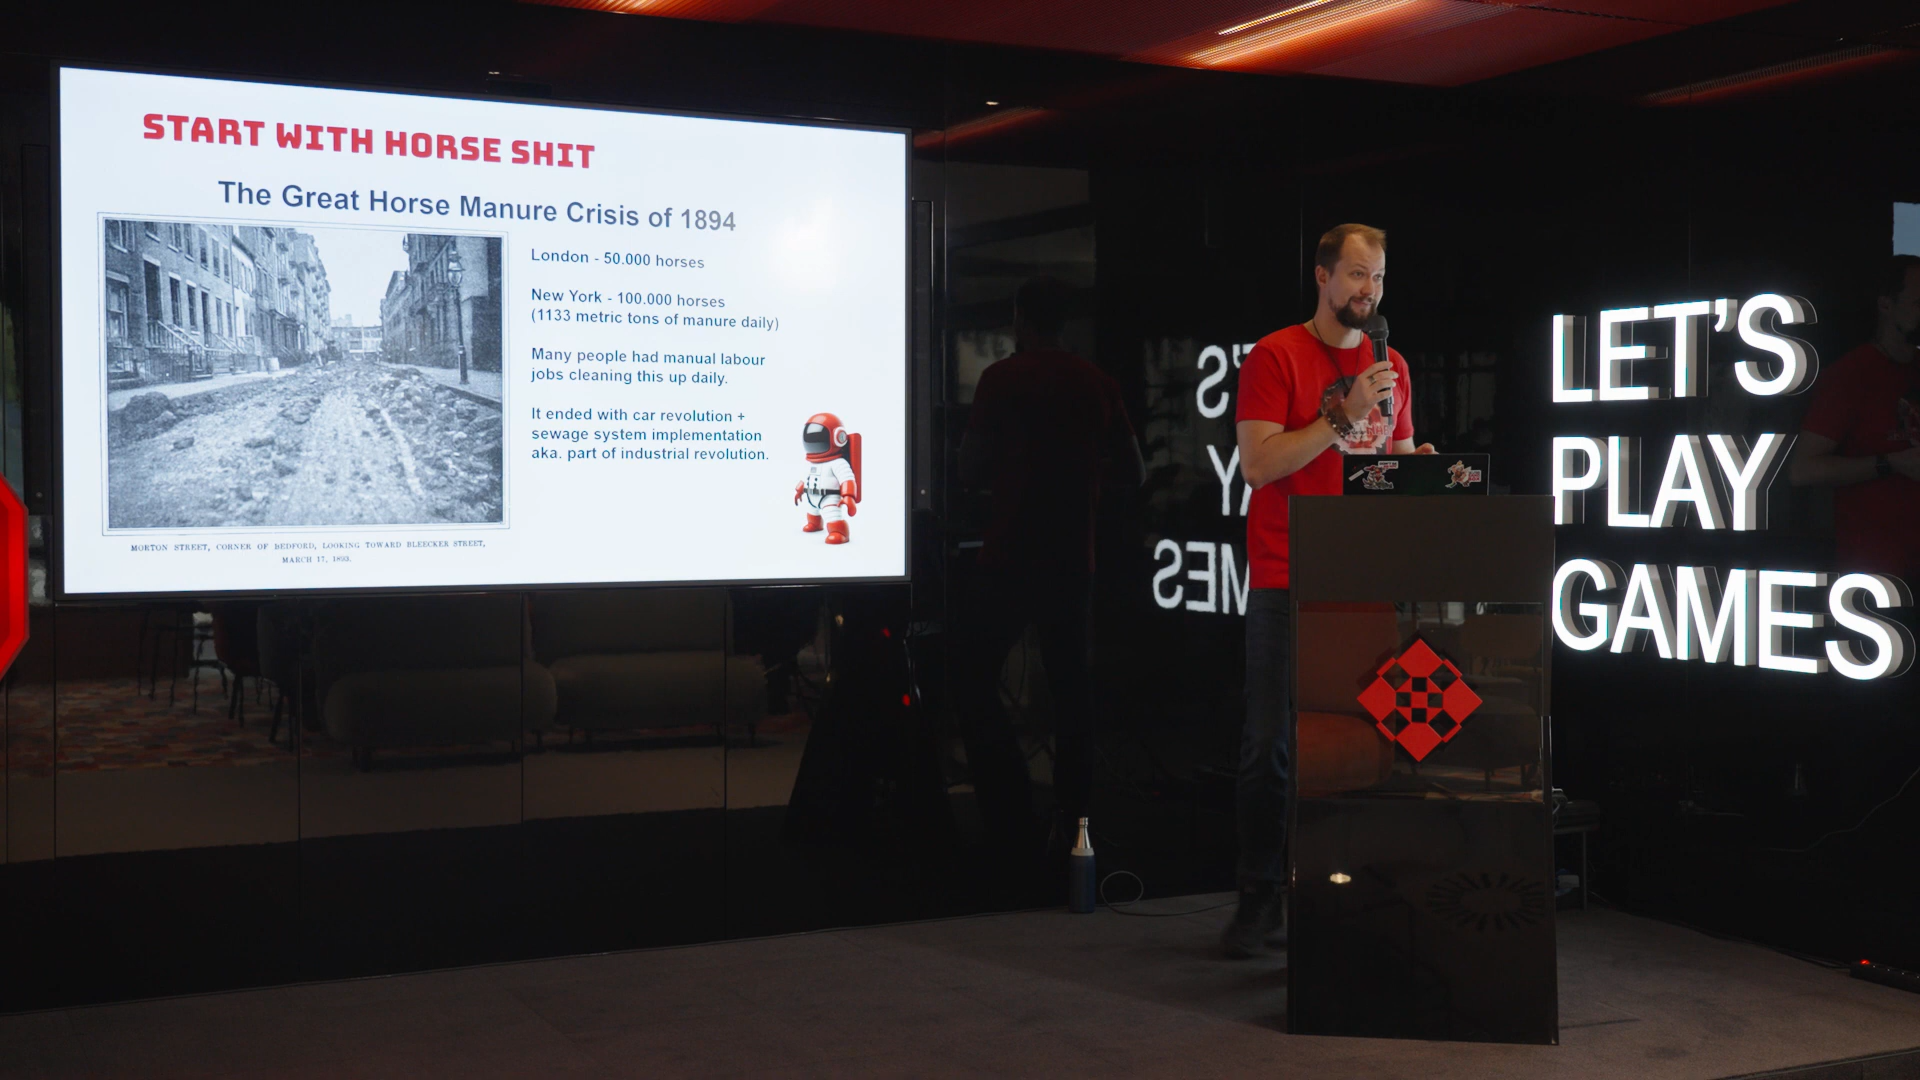 START WITH HORSE SHIT
The Great Horse Manure Crisis of 1894
London - 50.000 horses
New York - 100.000 horses
(1133 metric tons of manure daily)
Many people had manual labour
jobs cleaning this up daily.
It ended with car revolution +
sewage system implementation
aka. part of industrial revolution.
MORTON STREET, CORNER OF BEDFORD, LOOKING TOWARD BLEECKER STREET,
MARCH 17, 1893.
LET'S
PLAY
GAMES